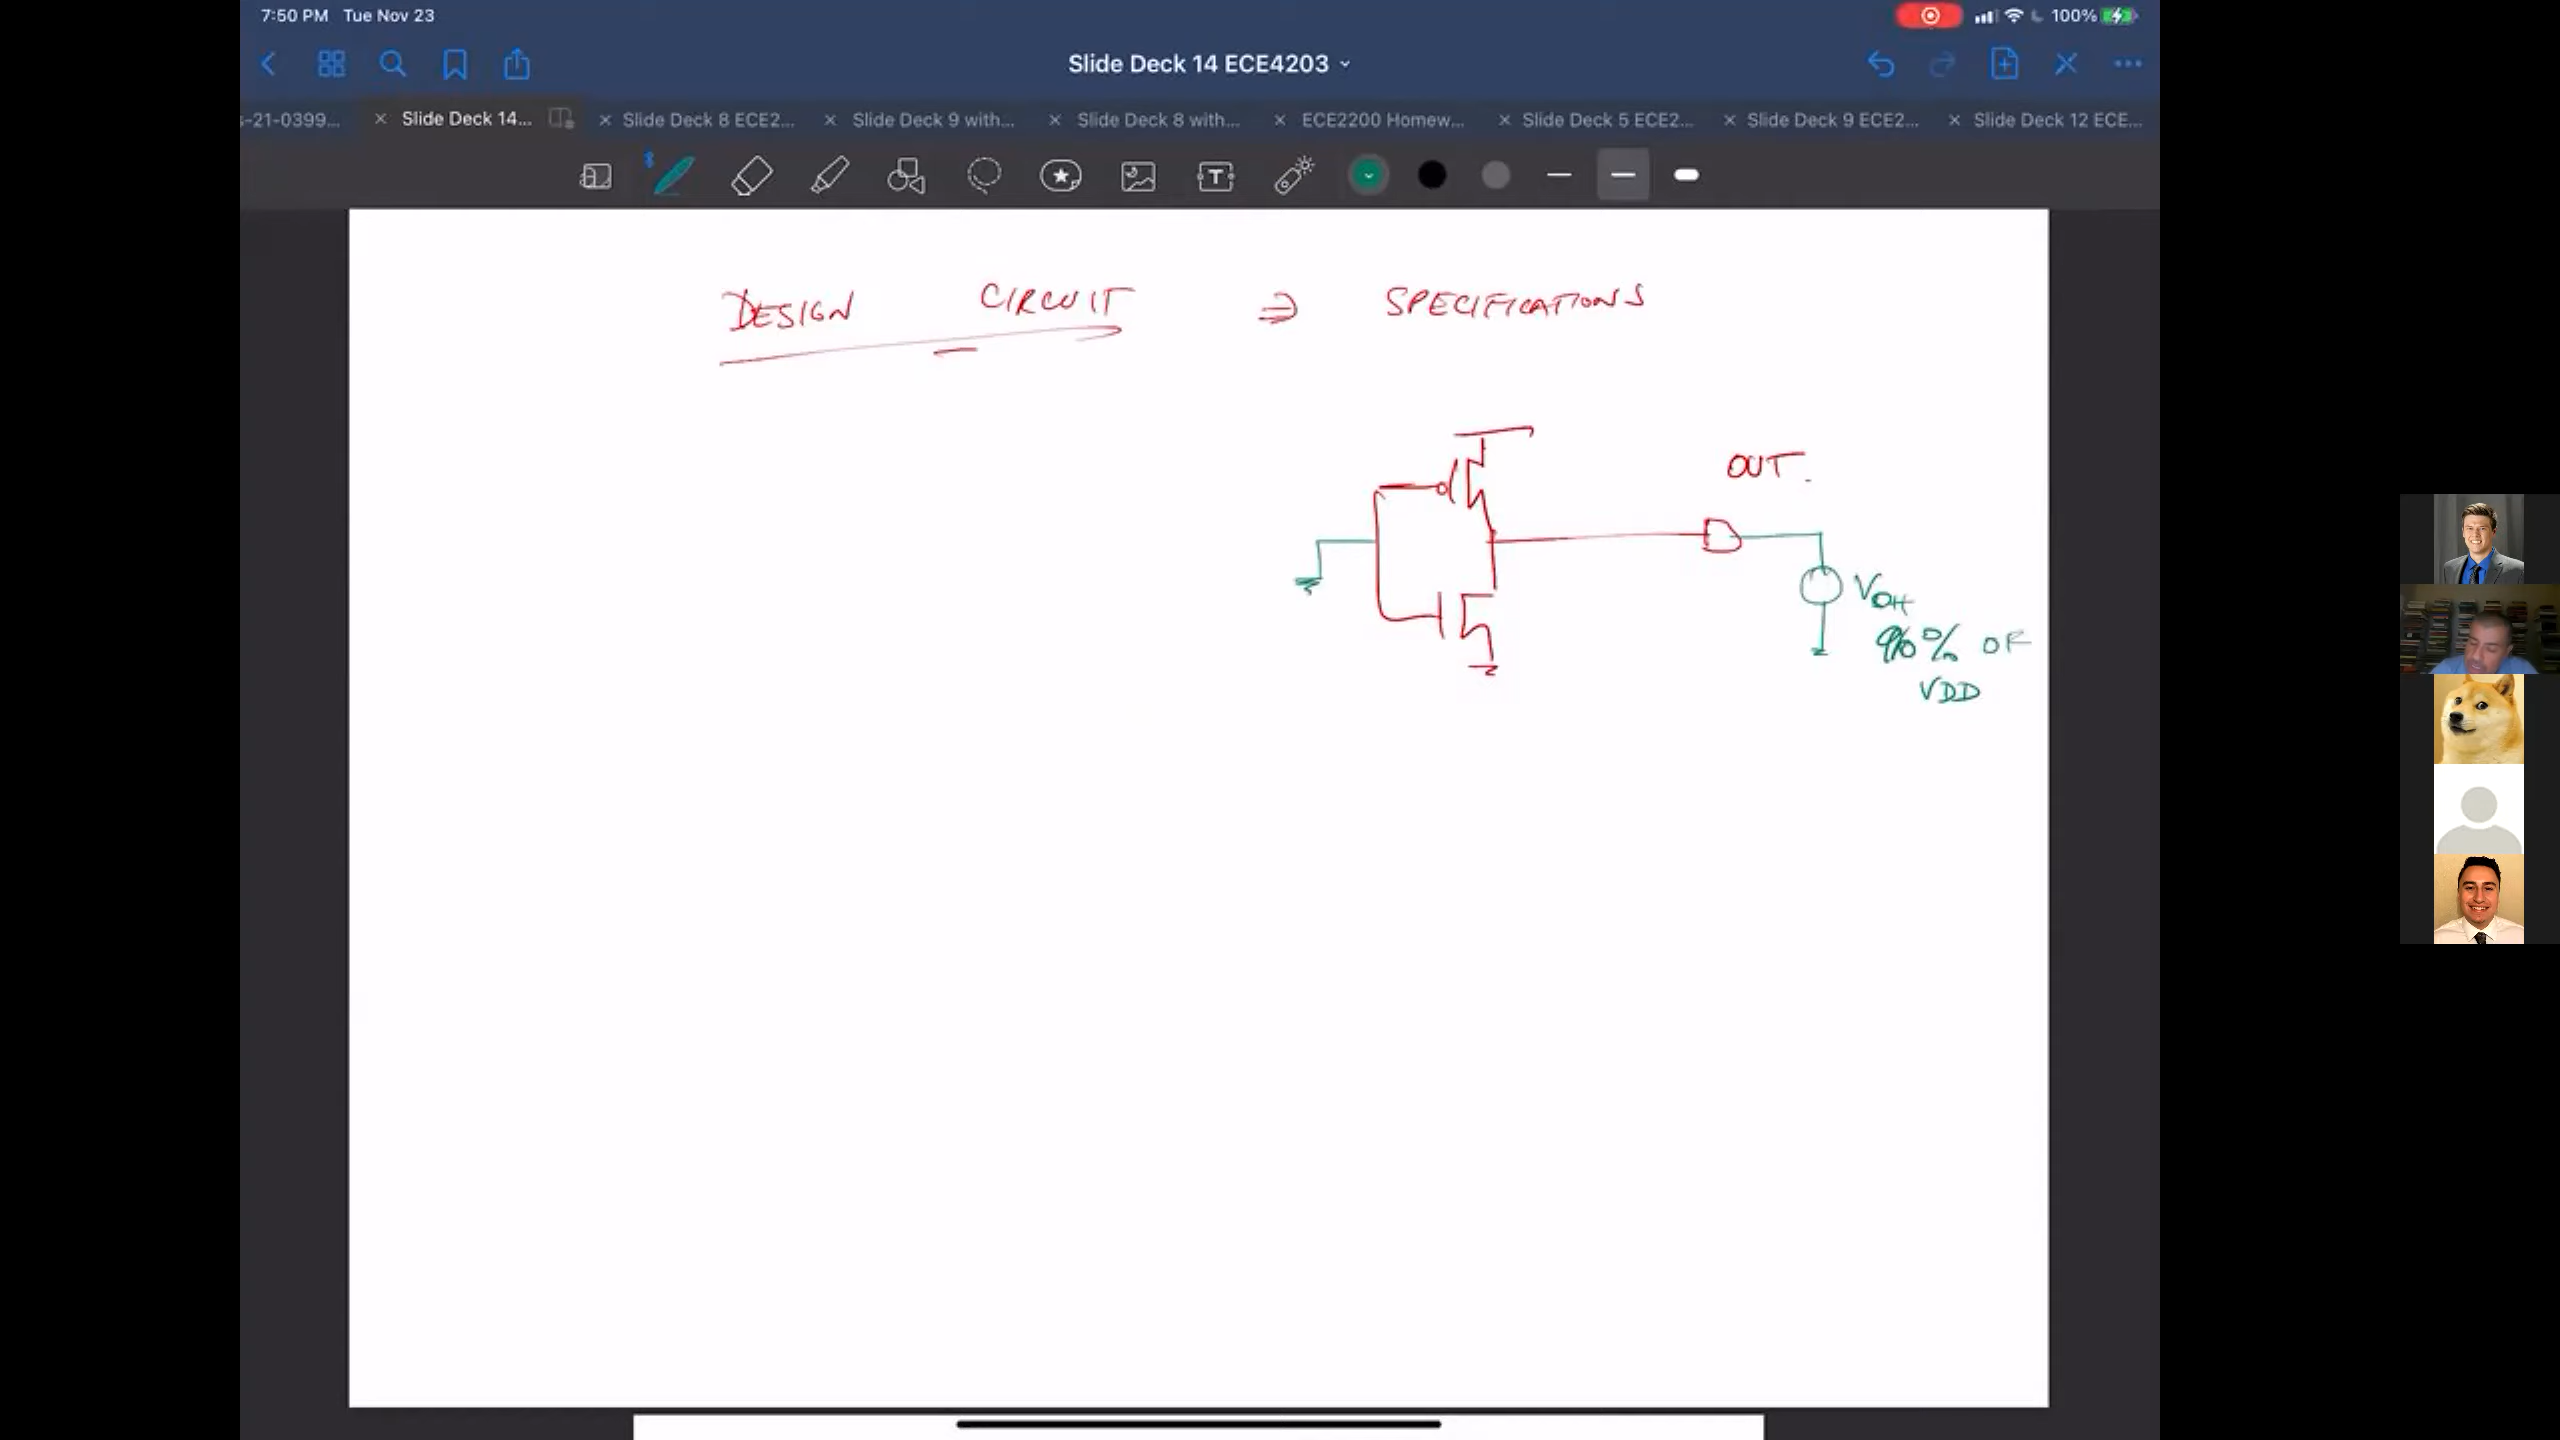 7:50 PM Tue Nov 23
100%
Slide Deck 14 ECE4203
s-21-0399...
Slide Deck 14...
Slide Deck 8 ECE2...
Slide Deck 9 with...
Slide Deck 8 with...
ECE2200 Homew...
Slide Deck 5 ECE2...
Slide Deck 9 ECE2...
Slide Deck 12 ECE...
T
DESIGN CIRCUIT ⇒ SPECIFICATIONS
OUT.
VOH
% OF
VDD